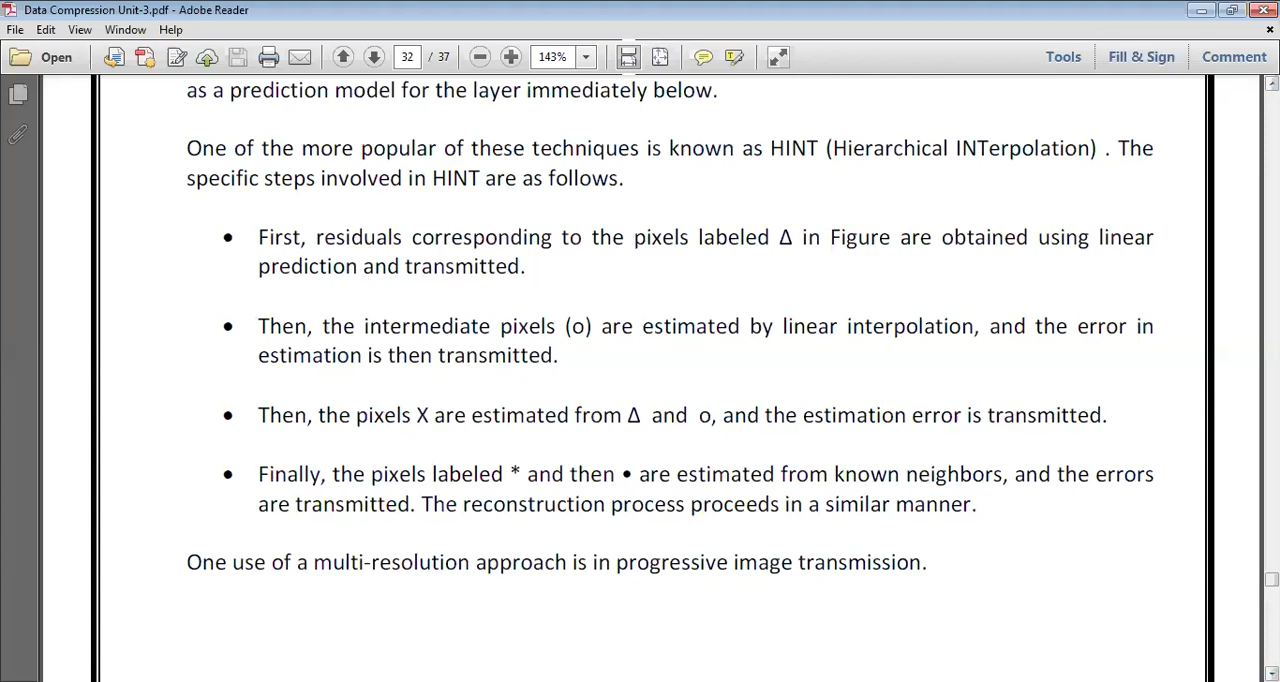 Data Compression Unit-3.pdf - Adobe Reader
File Edit View Window Help
Open 32 / 37 143% Tools Fill & Sign Comment
as a prediction model for the layer immediately below.
One of the more popular of these techniques is known as HINT (Hierarchical INTerpolation) . The
specific steps involved in HINT are as follows.
• First, residuals corresponding to the pixels labeled Δ in Figure are obtained using linear
prediction and transmitted.
• Then, the intermediate pixels (o) are estimated by linear interpolation, and the error in
estimation is then transmitted.
• Then, the pixels X are estimated from Δ and o, and the estimation error is transmitted.
• Finally, the pixels labeled * and then • are estimated from known neighbors, and the errors
are transmitted. The reconstruction process proceeds in a similar manner.
One use of a multi-resolution approach is in progressive image transmission.